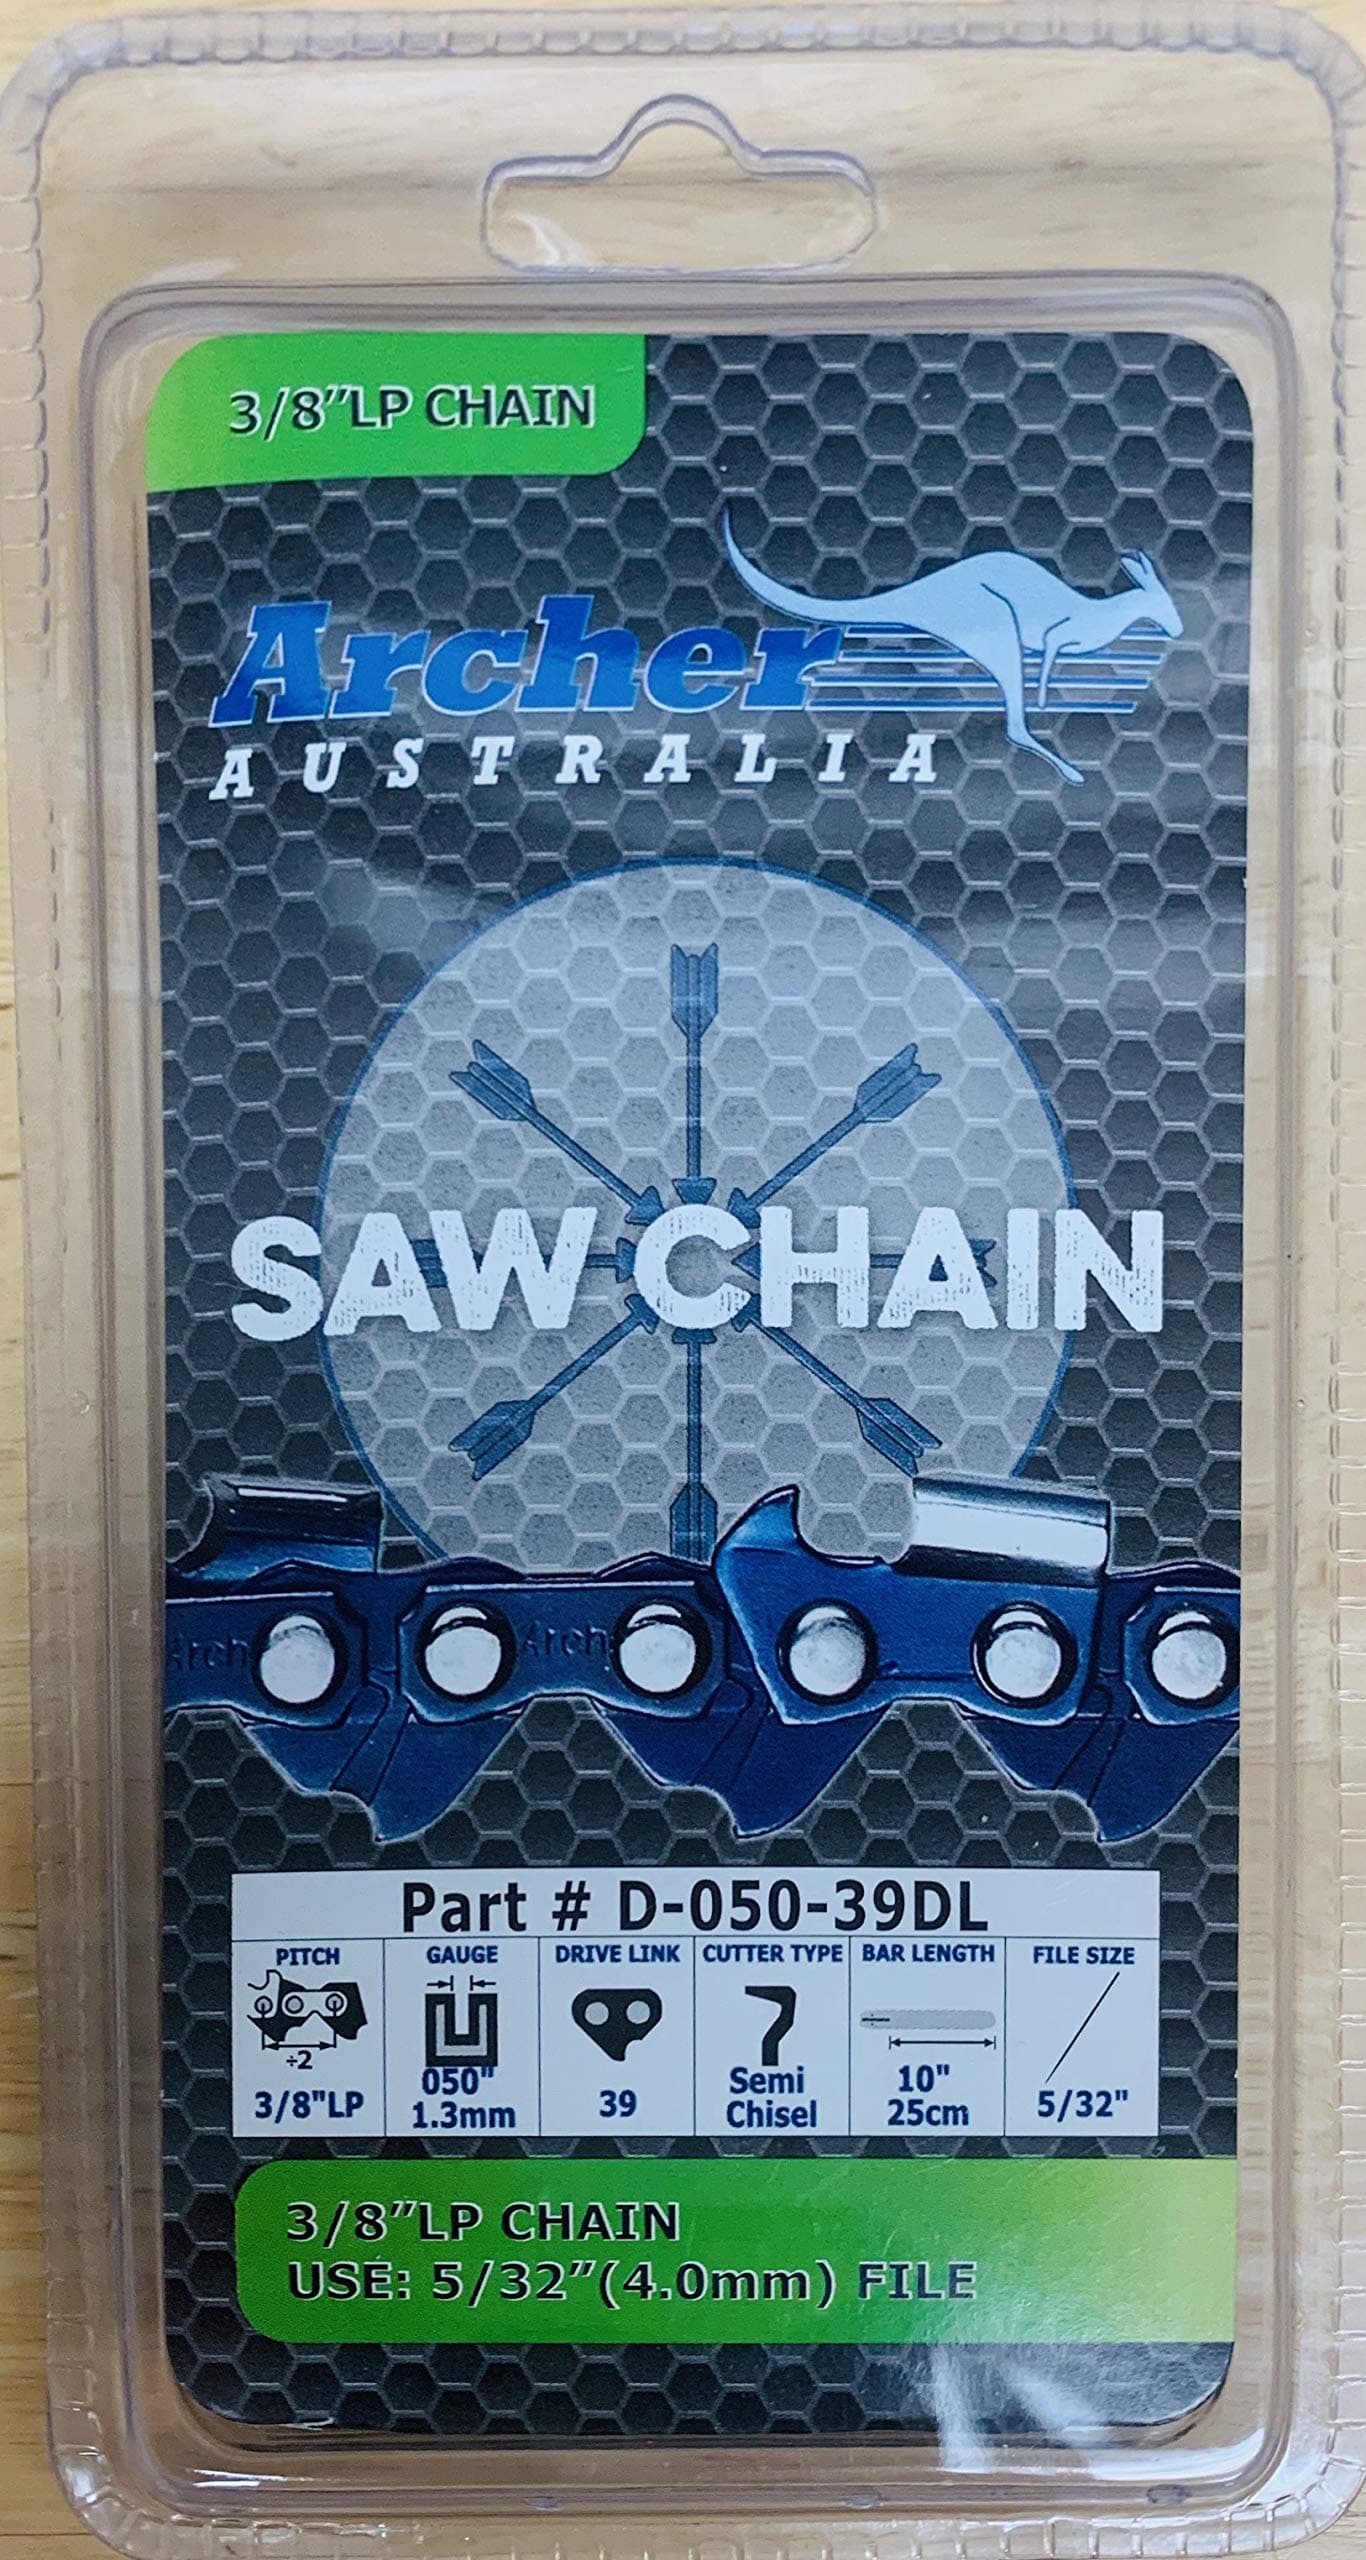 3/8"LP CHAIN
Archer
AUSTRALIA
SAW CHAIN
Arch
Arch
Part # D-050-39DL
PITCH
÷2
3/8"LP
GAUGE
050"
1.3mm
DRIVE LINK
39
CUTTER TYPE
Semi
Chisel
BAR LENGTH
10"
25cm
FILE SIZE
5/32"
3/8"LP CHAIN
USE: 5/32"(4.0mm) FILE